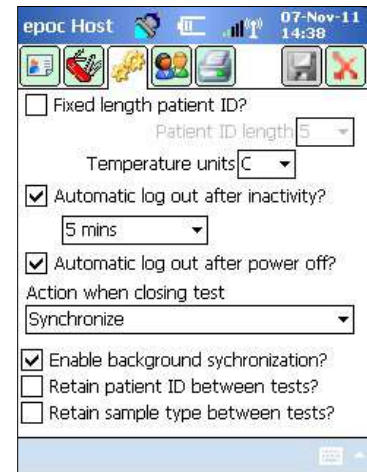 epoc Host 07-Nov-11
14:38
Fixed length patient ID?
Patient ID length 5
Temperature units C
Automatic log out after inactivity?
5 mins
Automatic log out after power off?
Action when closing test
Synchronize
Enable background sychronization?
Retain patient ID between tests?
Retain sample type between tests?